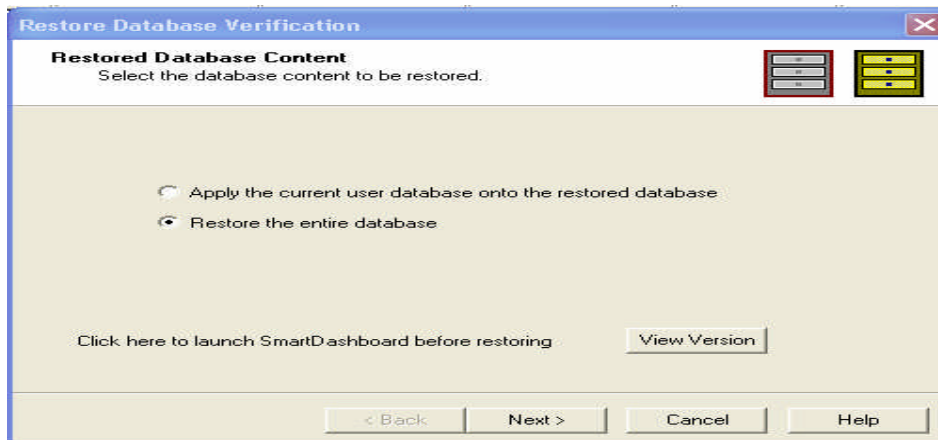 Restore Database Verification
Restored Database Content
Select the database content to be restored.
Apply the current user database onto the restored database
Restore the entire database
Click here to launch SmartDashboard before restoring
View Version
< Back
Next >
Cancel
Help